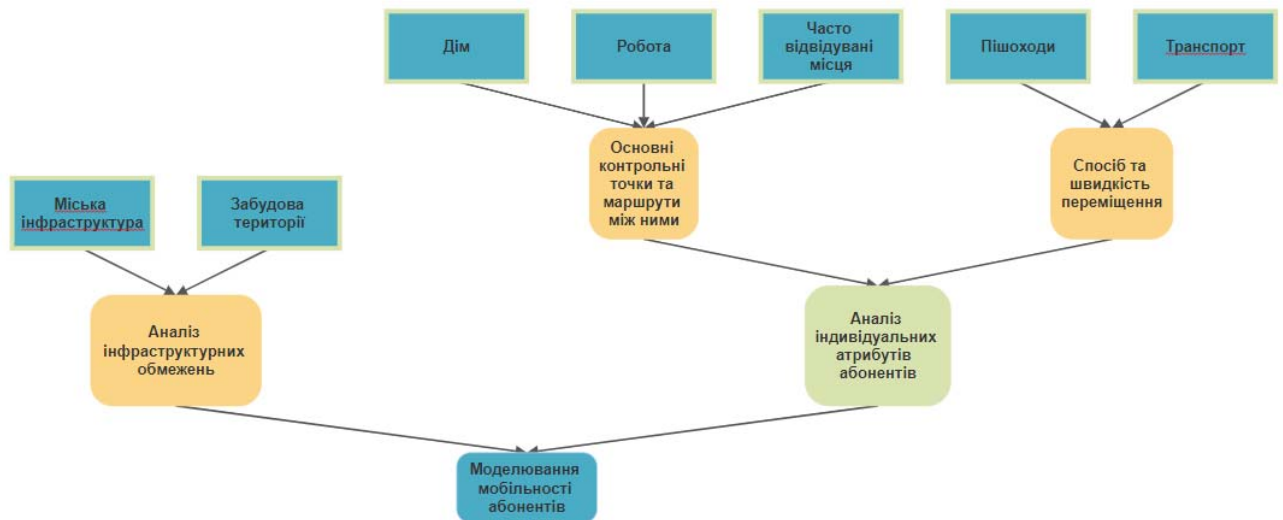 Дім
Робота
Часто
відвідувані
місця
Пішоходи
Транспорт
Основні
контрольні
точки та
маршрути
між ними
Спосіб та
швидкість
переміщення
Міська
інфраструктура
Забудова
території
Аналіз
інфраструктурних
обмежень
Аналіз
індивідуальних
атрибутів
абонентів
Моделювання
мобільності
абонентів